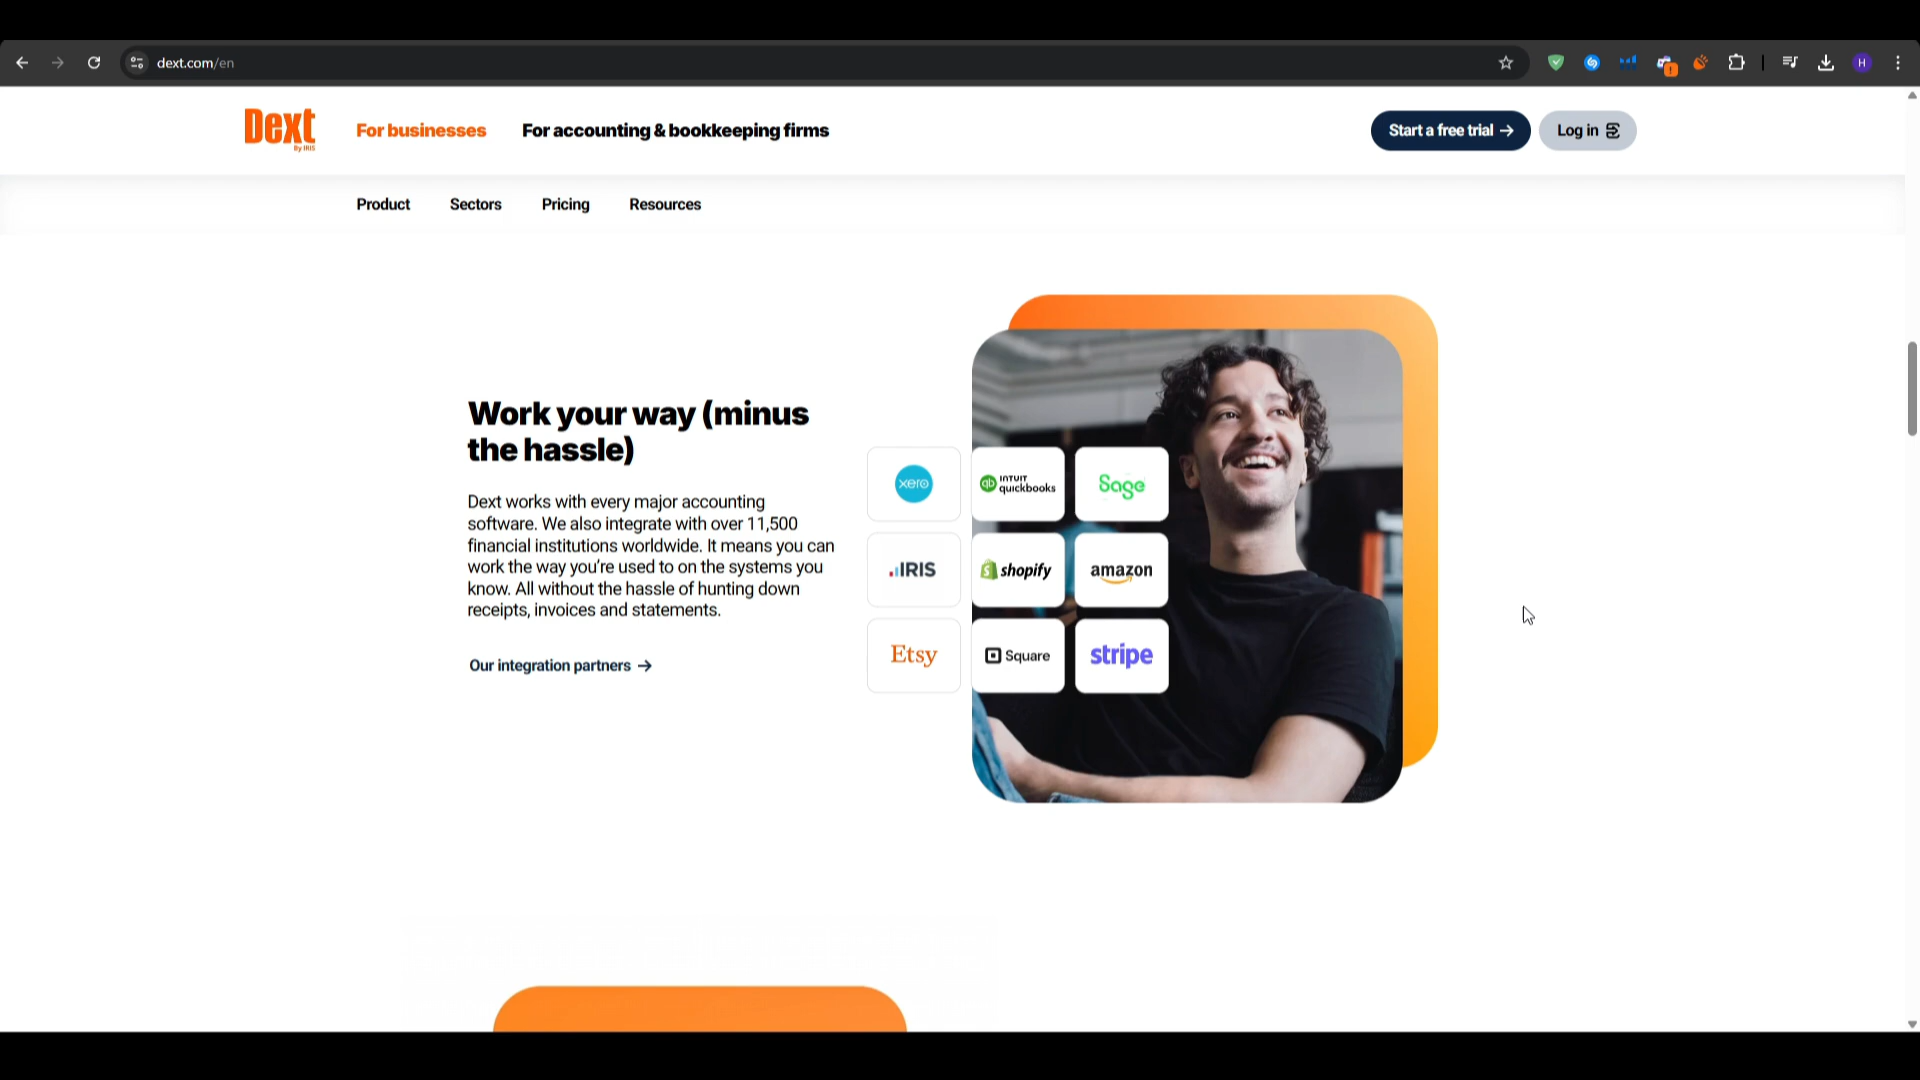 dext.com/en
H
Dext
By IRIS
For businesses
For accounting & bookkeeping firms
Start a free trial →
Log in
Product
Sectors
Pricing
Resources
Work your way (minus
the hassle)
Dext works with every major accounting
software. We also integrate with over 11,500
financial institutions worldwide. It means you can
work the way you're used to on the systems you
know. All without the hassle of hunting down
receipts, invoices and statements.
Our integration partners →
xero
qb INTUIT quickbooks
Sage
IRIS
shopify
amazon
Etsy
Square
stripe